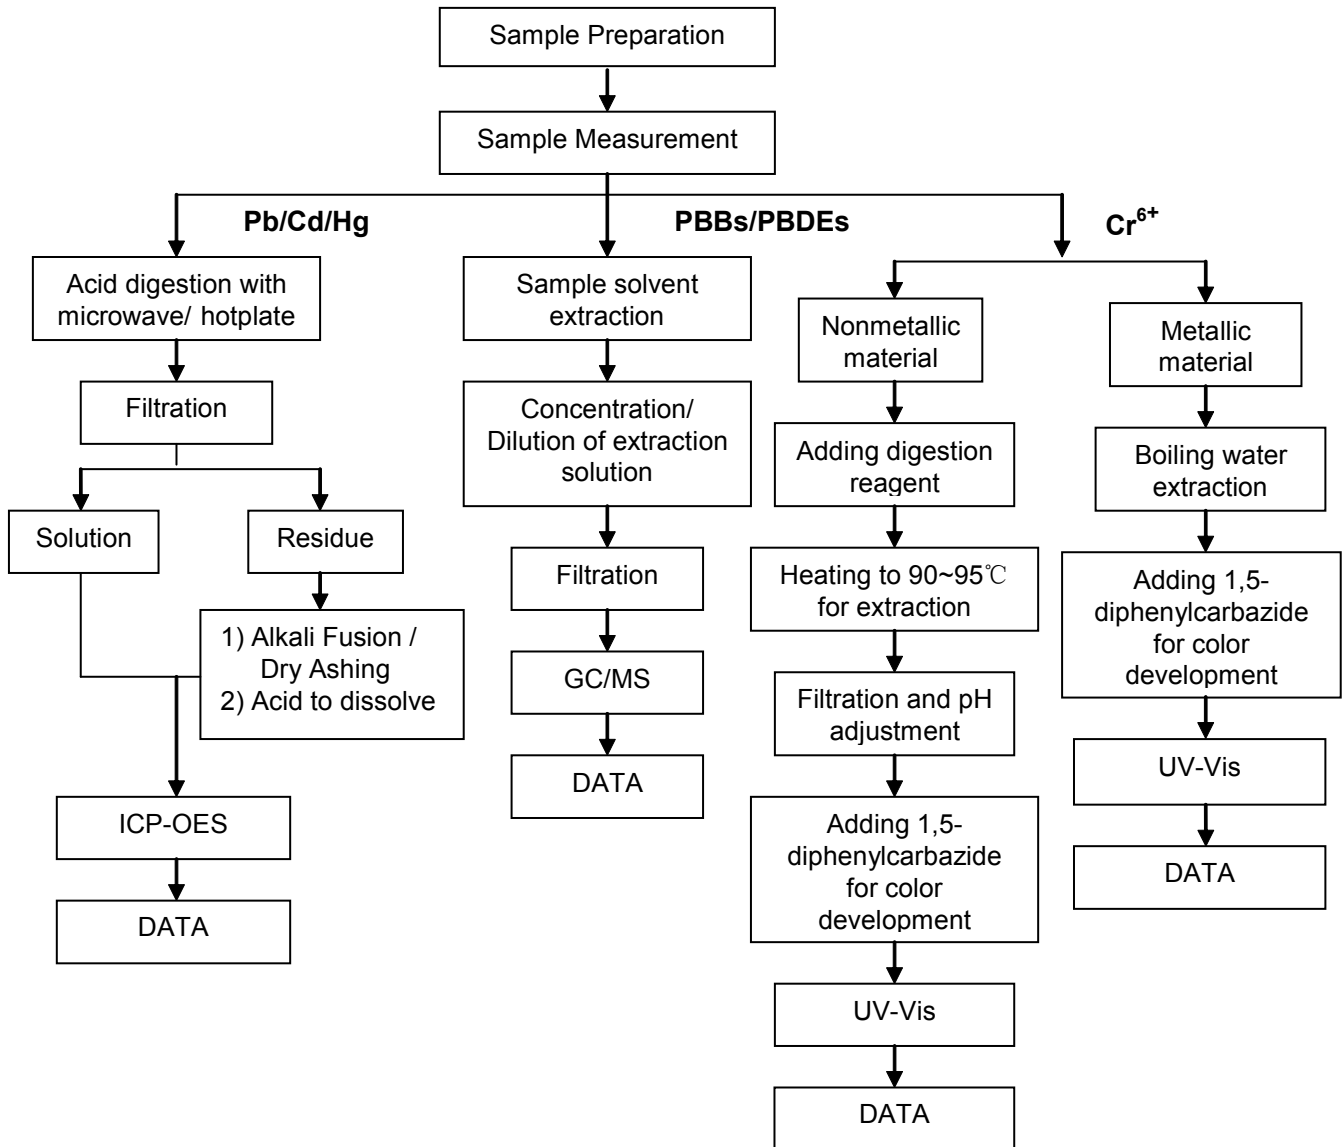 Sample Preparation
Sample Measurement
Pb/Cd/Hg
PBBs/PBDEs
Cr⁶⁺
Acid digestion with
microwave/ hotplate
Filtration
Solution
Residue
1) Alkali Fusion /
Dry Ashing
2) Acid to dissolve
ICP-OES
DATA
Sample solvent
extraction
Concentration/
Dilution of extraction
solution
Filtration
GC/MS
DATA
Nonmetallic
material
Adding digestion
reagent
Heating to 90~95℃
for extraction
Filtration and pH
adjustment
Adding 1,5-
diphenylcarbazide
for color
development
UV-Vis
DATA
Metallic
material
Boiling water
extraction
Adding 1,5-
diphenylcarbazide
for color
development
UV-Vis
DATA